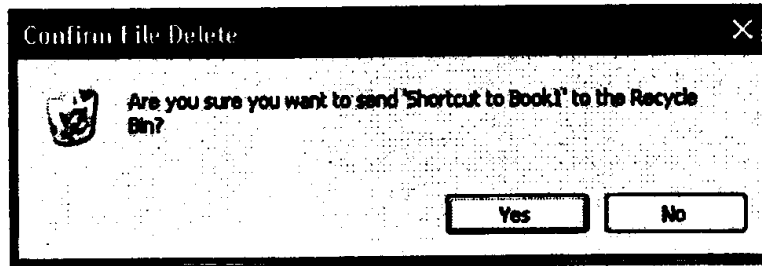 Confirm File Delete
Are you sure you want to send 'Shortcut to Book1' to the Recycle
Bin?
Yes
No